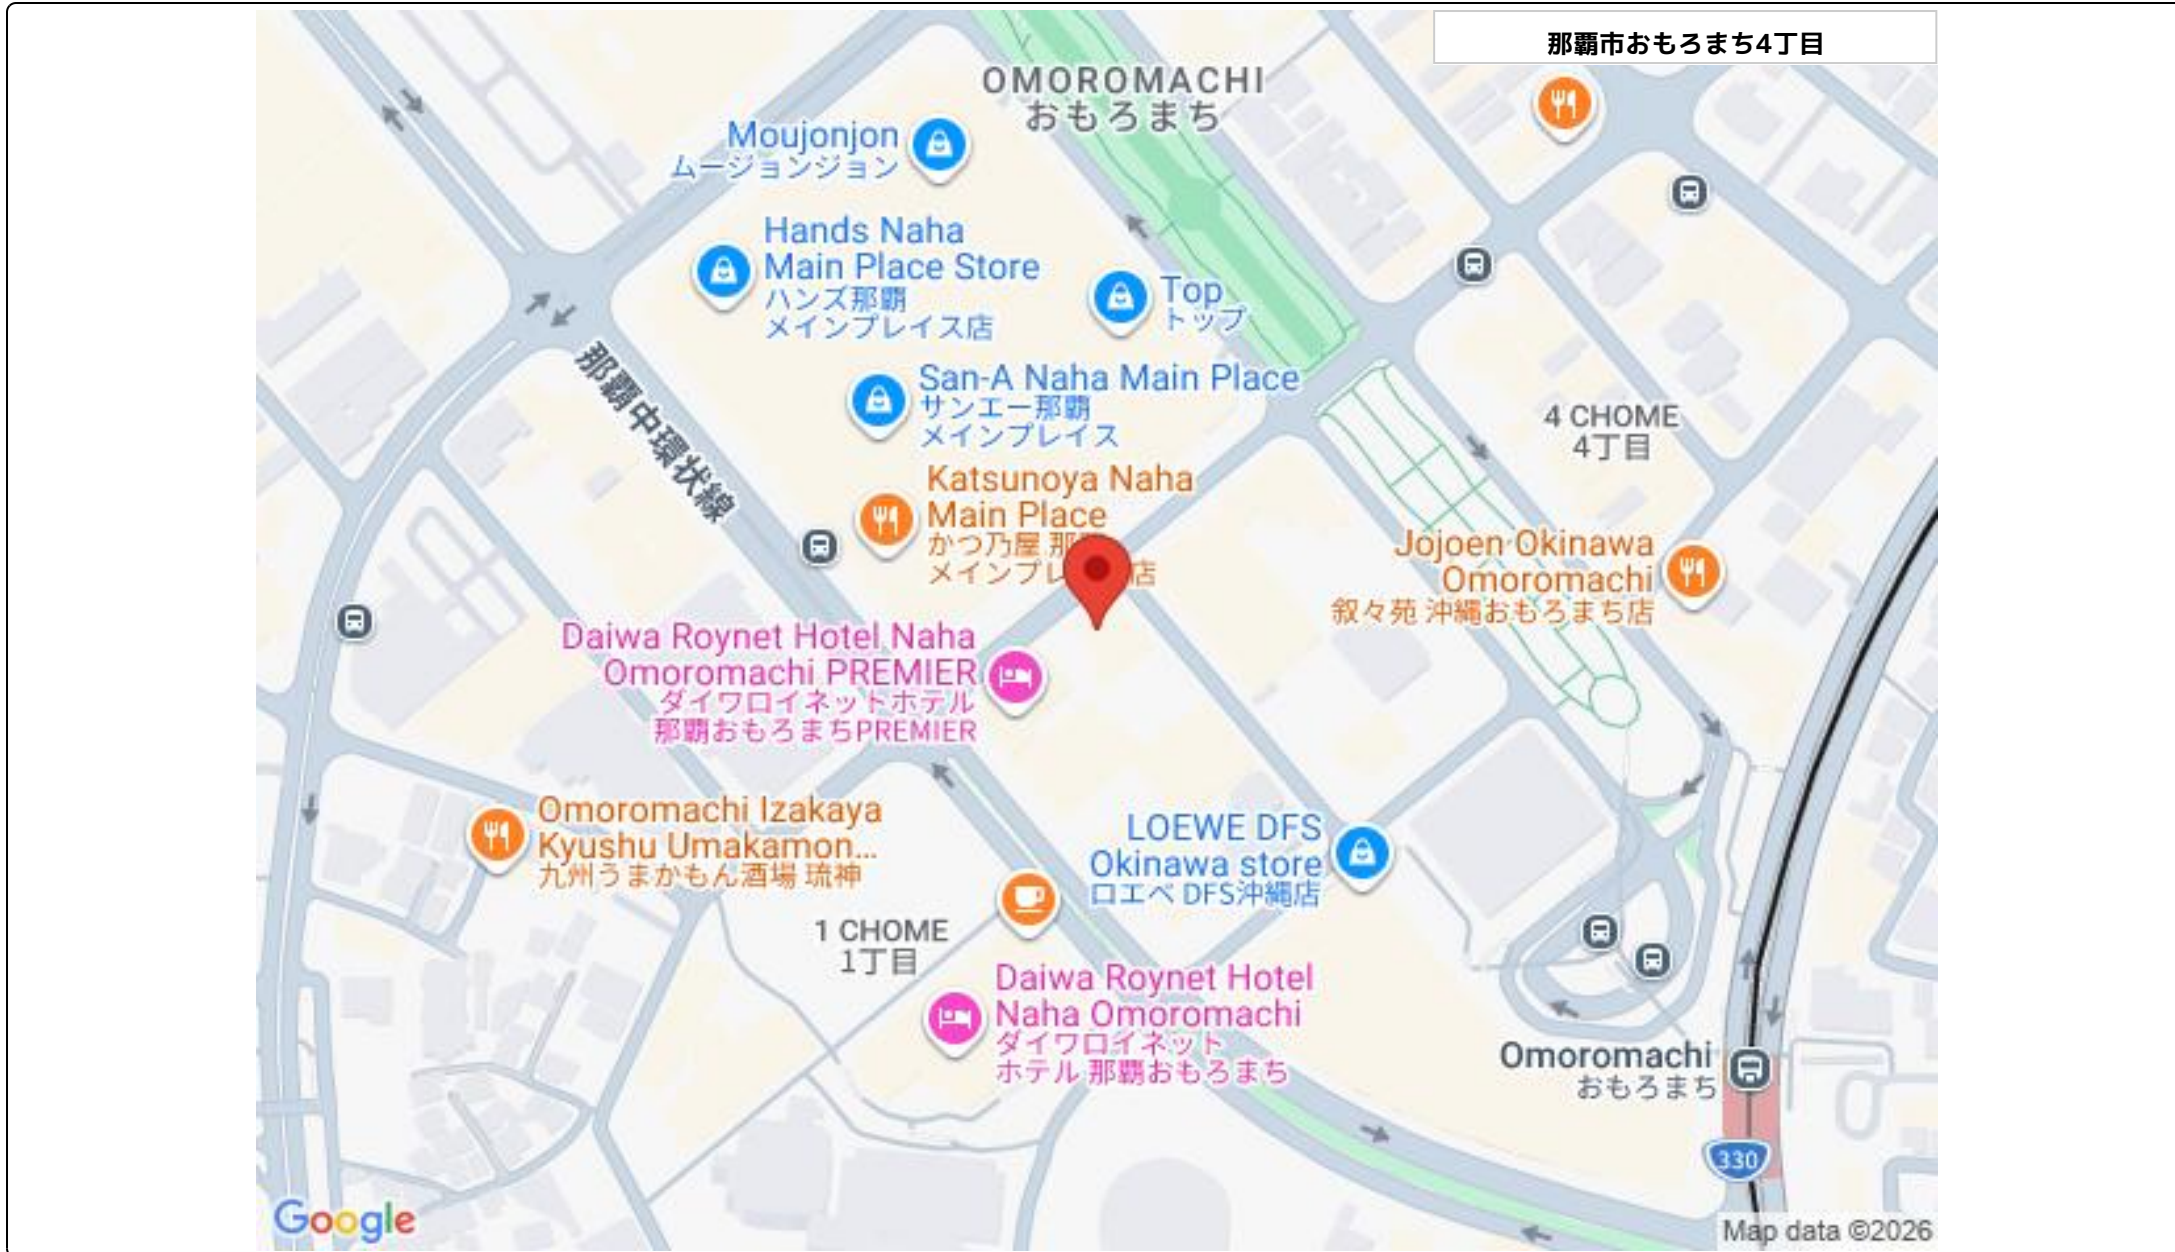 那覇市おもろまち4丁目
OMOROMACHI
おもろまち
Moujonjon
ムージョンジョン
Hands Naha
Main Place Store
ハンズ那覇
メインプレイス店
Top
トップ
San-A Naha Main Place
サンエー那覇
メインプレイス
那覇中環状線
4 CHOME
4丁目
Katsunoya Naha
Main Place
かつ乃屋 那
メインプレ 店
Jojoen Okinawa
Omoromachi
叙々苑 沖縄おもろまち店
Daiwa Roynet Hotel Naha
Omoromachi PREMIER
ダイワロイネットホテル
那覇おもろまちPREMIER
Omoromachi Izakaya
Kyushu Umakamon...
九州うまかもん酒場 琉神
LOEWE DFS
Okinawa store
ロエベ DFS沖縄店
1 CHOME
1丁目
Daiwa Roynet Hotel
Naha Omoromachi
ダイワロイネット
ホテル 那覇おもろまち
Omoromachi
おもろまち
330
Google
Map data ©2026